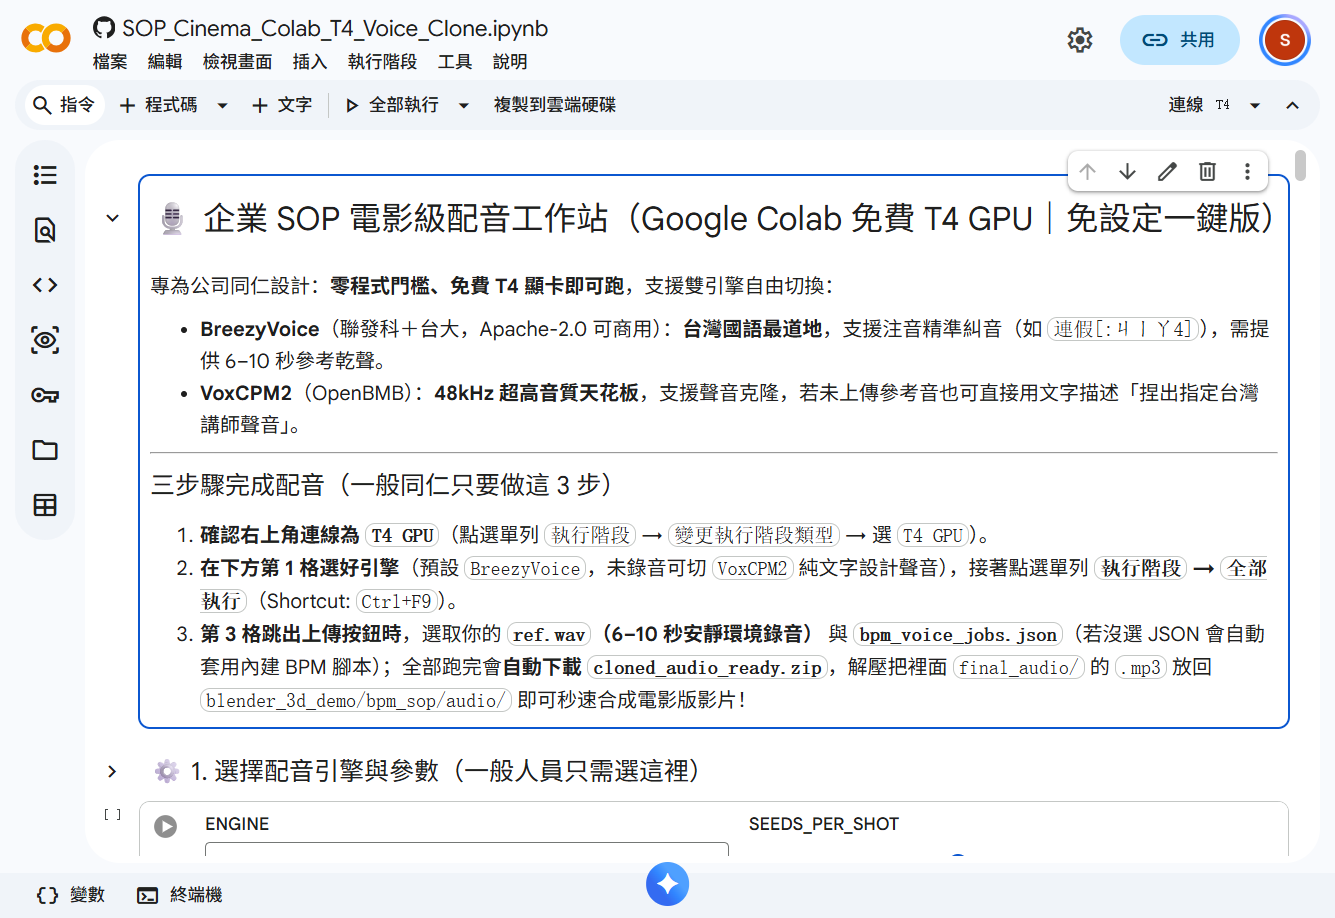 SOP_Cinema_Colab_T4_Voice_Clone.ipynb
檔案 編輯 檢視畫面 插入 執行階段 工具 說明
共用
S
指令 + 程式碼 + 文字 全部執行 複製到雲端硬碟
連線 T4
企業 SOP 電影級配音工作站（Google Colab 免費 T4 GPU｜免設定一鍵版）
專為公司同仁設計：零程式門檻、免費 T4 顯卡即可跑，支援雙引擎自由切換：
• BreezyVoice（聯發科＋台大，Apache-2.0 可商用）：台灣國語最道地，支援注音精準糾音（如 連假[:ㄐㄧㄚ4]），需提
供 6–10 秒參考乾聲。
• VoxCPM2（OpenBMB）：48kHz 超高音質天花板，支援聲音克隆，若未上傳參考音也可直接用文字描述「捏出指定台灣
講師聲音」。
三步驟完成配音（一般同仁只要做這 3 步）
1. 確認右上角連線為 T4 GPU（點選單列 執行階段 → 變更執行階段類型 → 選 T4 GPU）。
2. 在下方第 1 格選好引擎（預設 BreezyVoice，未錄音可切 VoxCPM2 純文字設計聲音），接著點選單列 執行階段 → 全部
執行（Shortcut: Ctrl+F9）。
3. 第 3 格跳出上傳按鈕時，選取你的 ref.wav（6–10 秒安靜環境錄音） 與 bpm_voice_jobs.json（若沒選 JSON 會自動
套用內建 BPM 腳本）；全部跑完會自動下載 cloned_audio_ready.zip，解壓把裡面 final_audio/ 的 .mp3 放回
blender_3d_demo/bpm_sop/audio/ 即可秒速合成電影版影片！
1. 選擇配音引擎與參數（一般人員只需選這裡）
[ ]
ENGINE
SEEDS_PER_SHOT
變數 終端機